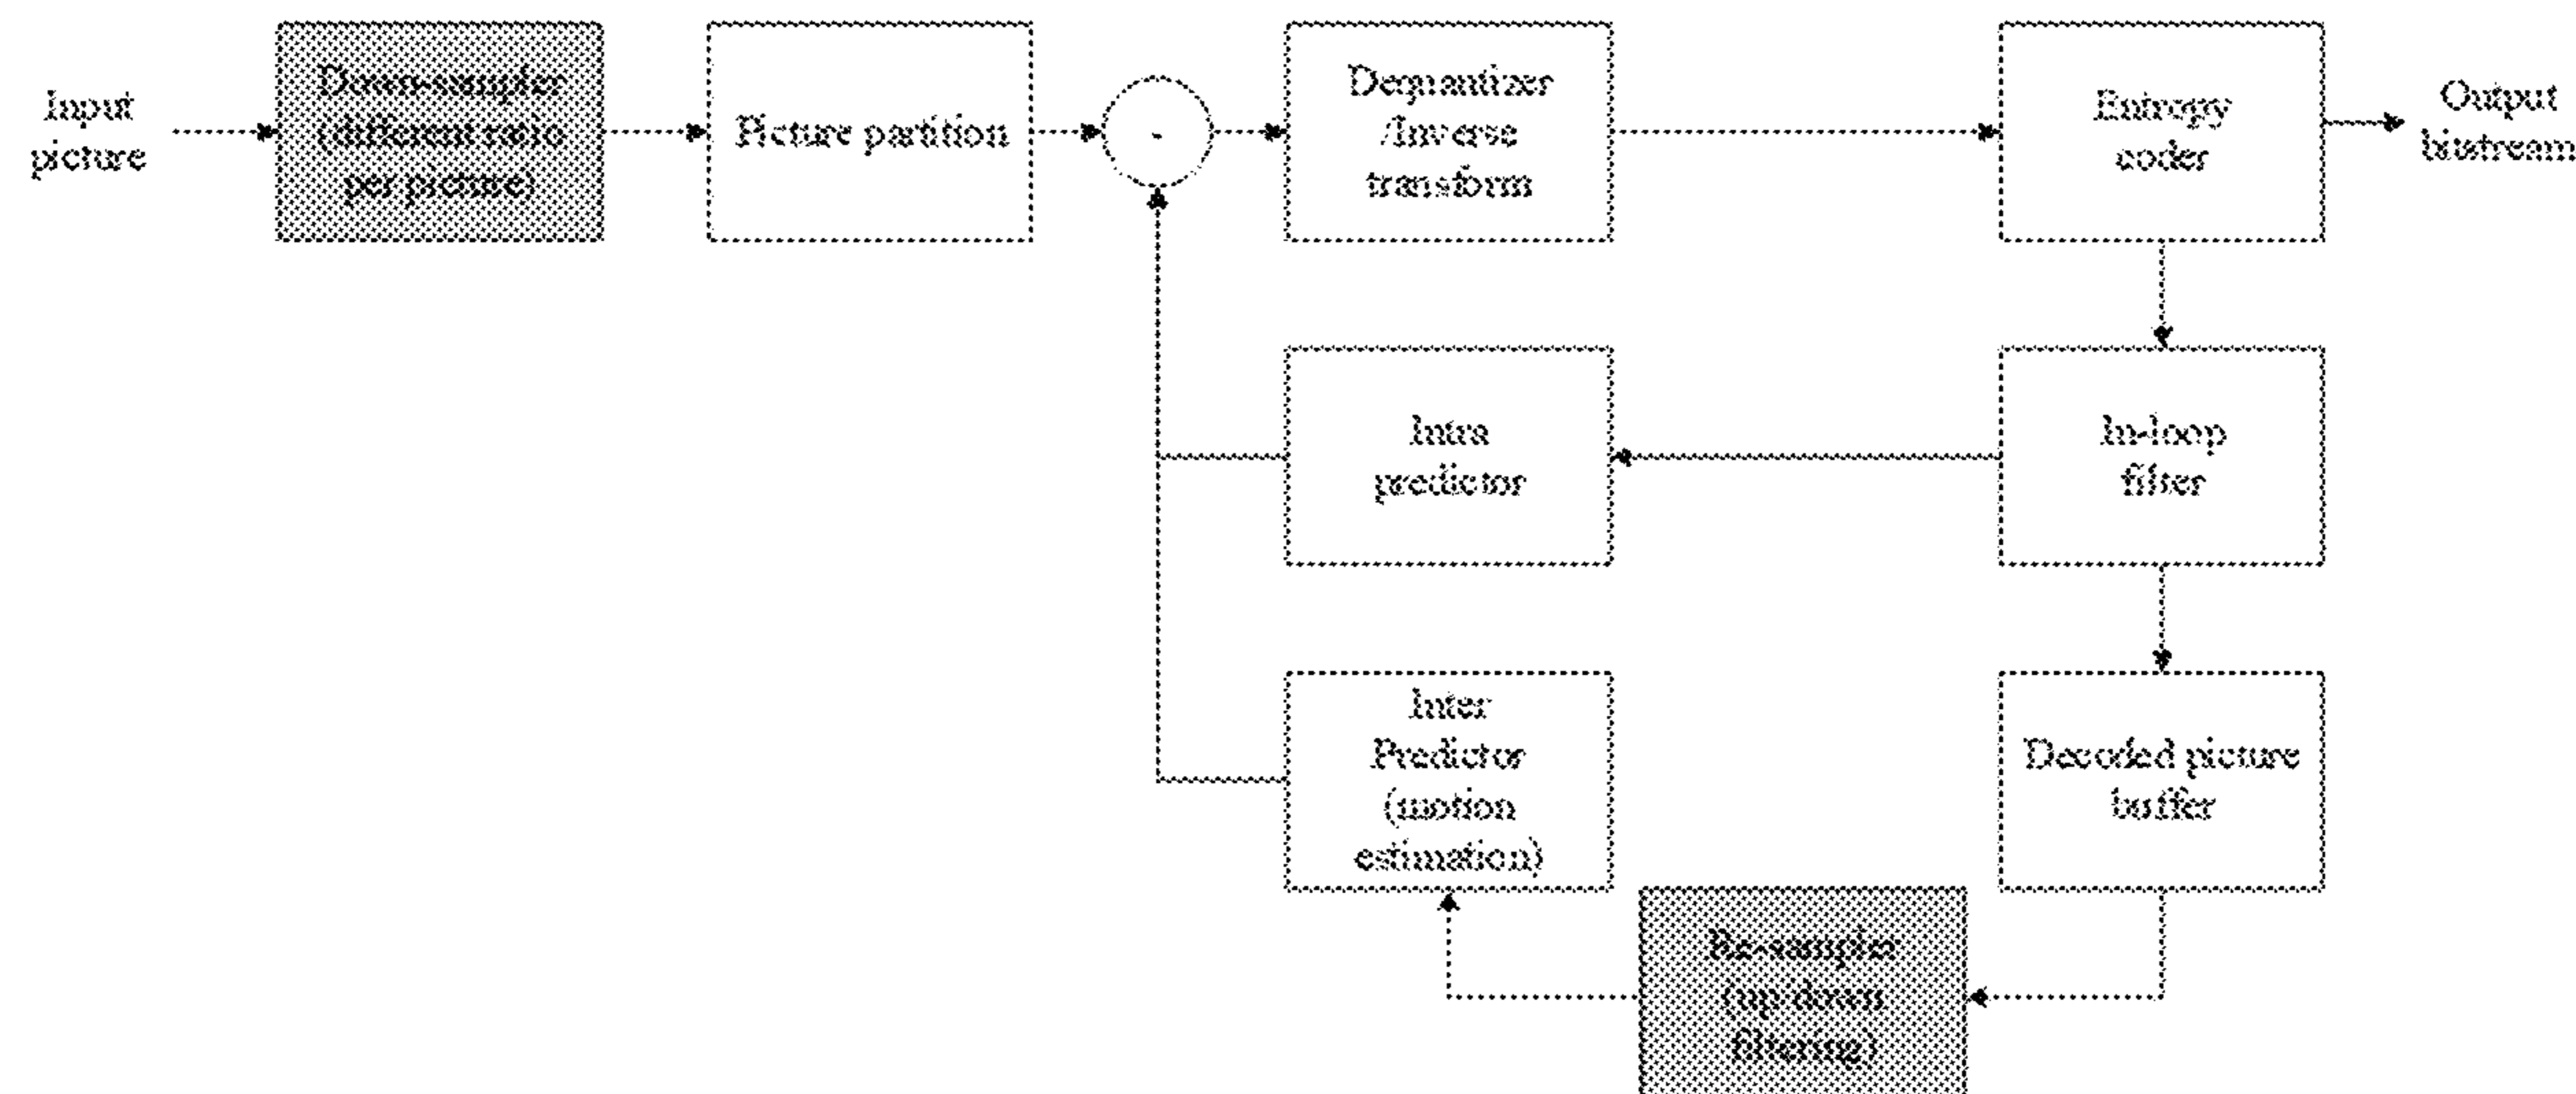 Input
picture
Down-sampler
(different ratio
per picture)
Picture partition
-
Dequantizer
/Inverse
transform
Entropy
coder
Output
bitstream
Intra
predictor
In-loop
filter
Inter
Predictor
(motion
estimation)
Decoded picture
buffer
Re-sampler
(up down
filtering)